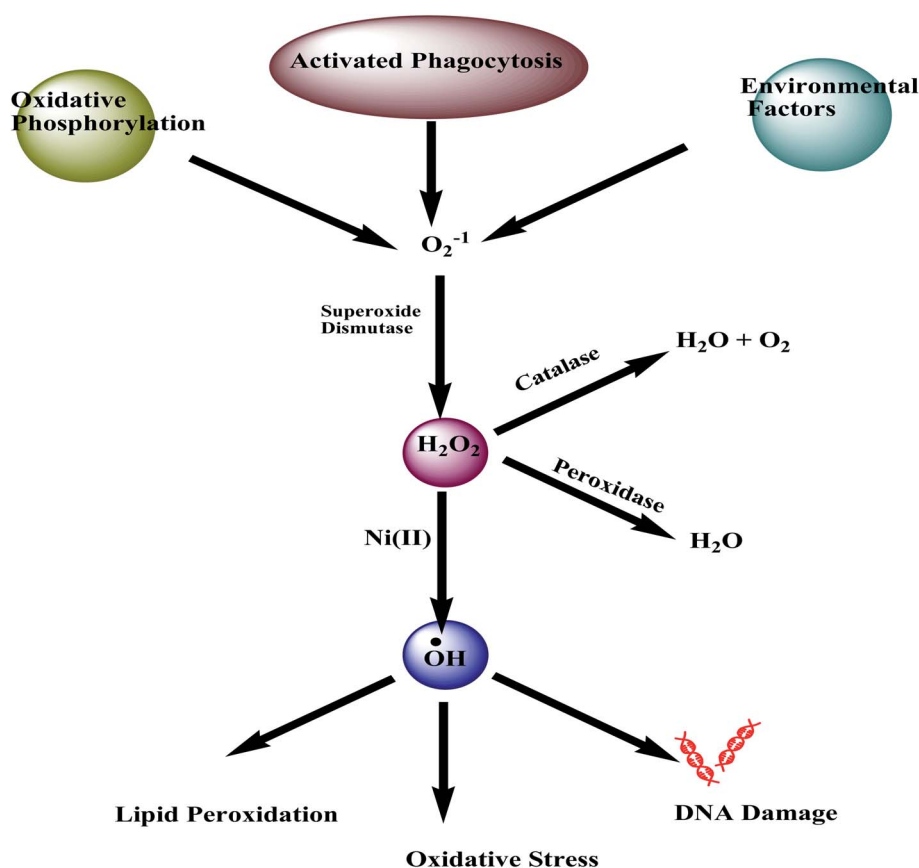 Activated Phagocytosis
Oxidative
Phosphorylation
Environmental
Factors
O₂⁻¹
Superoxide
Dismutase
Catalase
H₂O + O₂
H₂O₂
Peroxidase
H₂O
Ni(II)
•OH
Lipid Peroxidation
DNA Damage
Oxidative Stress